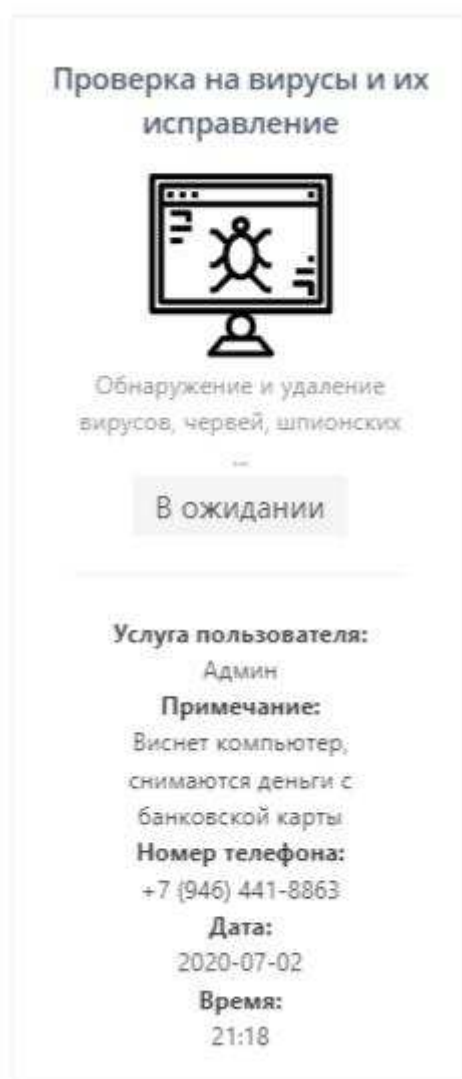 Проверка на вирусы и их
исправление
Обнаружение и удаление
вирусов, червей, шпионских
...
В ожидании
Услуга пользователя:
Админ
Примечание:
Виснет компьютер,
снимаются деньги с
банковской карты
Номер телефона:
+7 (946) 441-8863
Дата:
2020-07-02
Время:
21:18